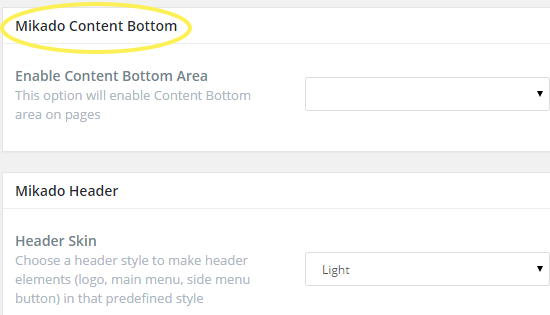 Mikado Content Bottom
Enable Content Bottom Area
This option will enable Content Bottom
area on pages
Mikado Header
Header Skin
Choose a header style to make header
elements (logo, main menu, side menu
button) in that predefined style
Light